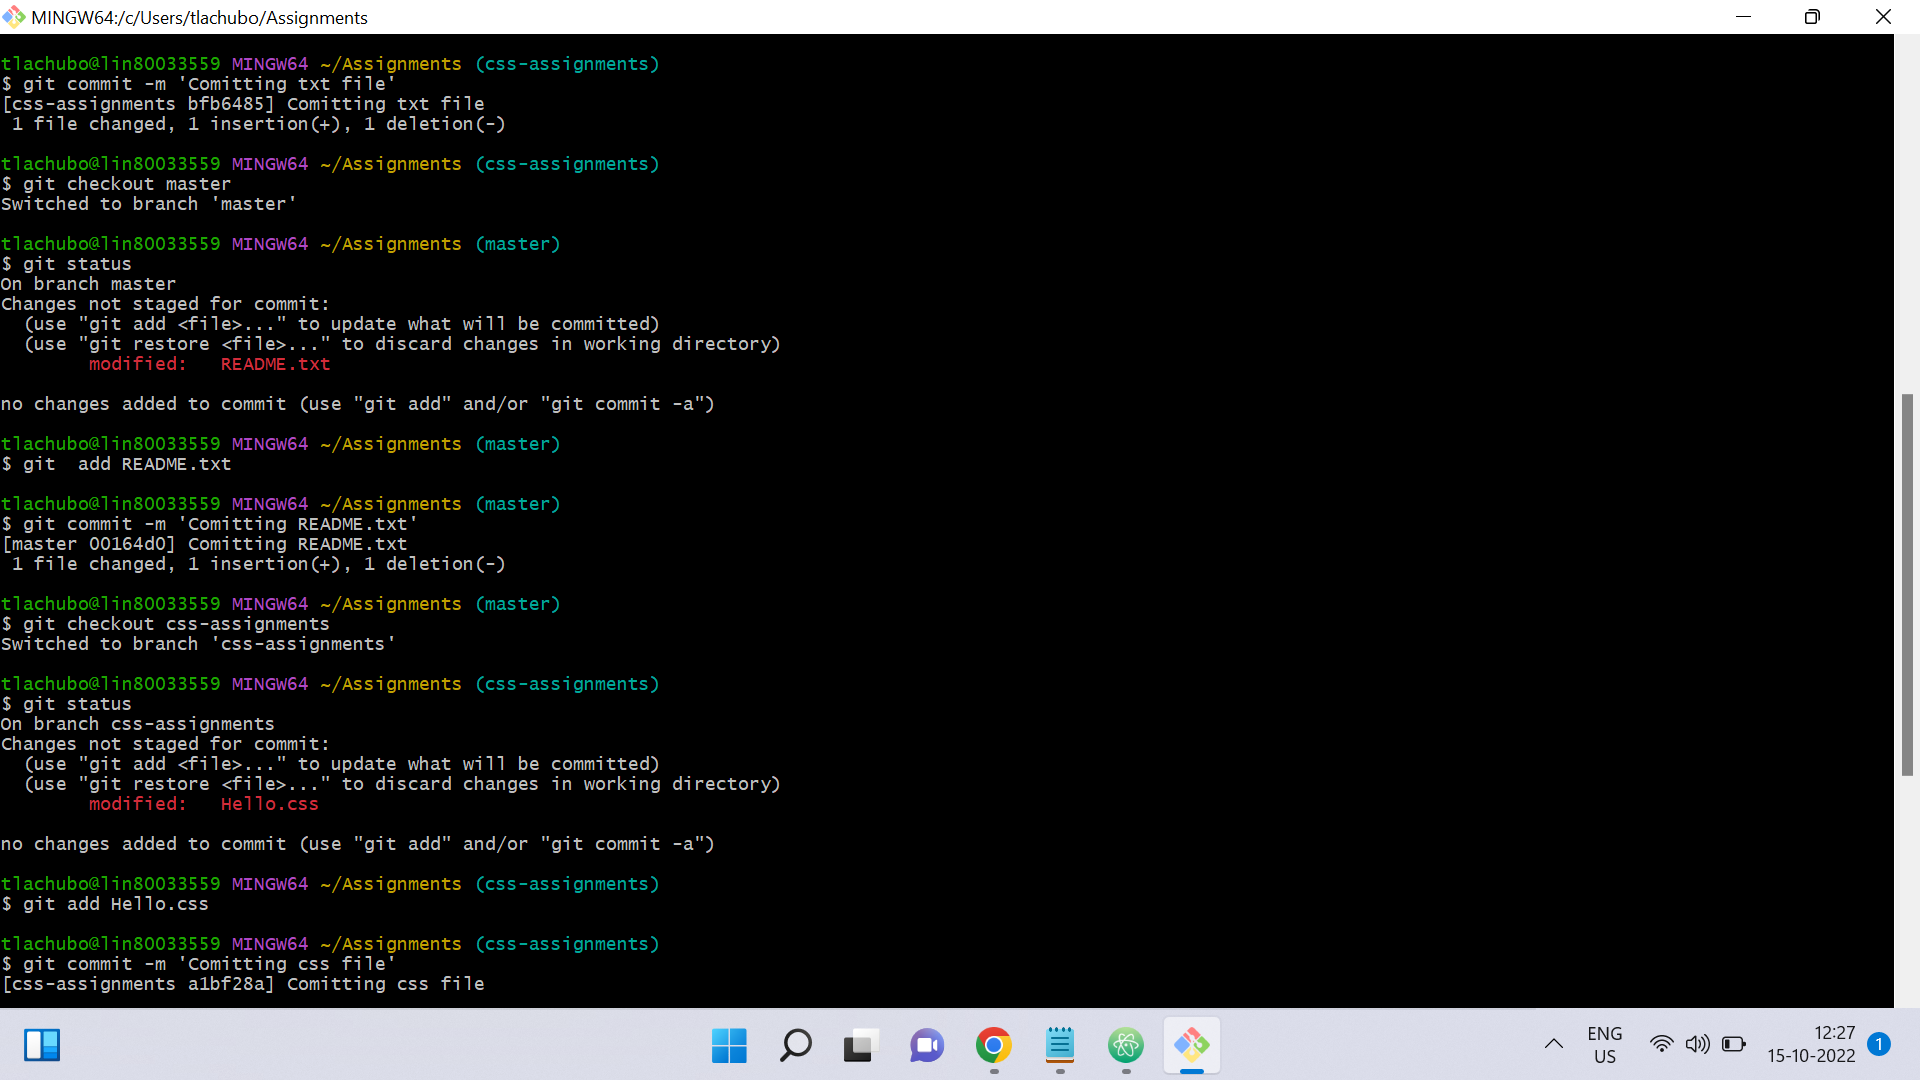 MINGW64:/c/Users/tlachubo/Assignments
tlachubo@lin80033559 MINGW64 ~/Assignments (css-assignments)
$ git commit -m 'Comitting txt file'
[css-assignments bfb6485] Comitting txt file
 1 file changed, 1 insertion(+), 1 deletion(-)
tlachubo@lin80033559 MINGW64 ~/Assignments (css-assignments)
$ git checkout master
Switched to branch 'master'
tlachubo@lin80033559 MINGW64 ~/Assignments (master)
$ git status
On branch master
Changes not staged for commit:
  (use "git add <file>..." to update what will be committed)
  (use "git restore <file>..." to discard changes in working directory)
        modified:   README.txt
no changes added to commit (use "git add" and/or "git commit -a")
tlachubo@lin80033559 MINGW64 ~/Assignments (master)
$ git  add README.txt
tlachubo@lin80033559 MINGW64 ~/Assignments (master)
$ git commit -m 'Comitting README.txt'
[master 00164d0] Comitting README.txt
 1 file changed, 1 insertion(+), 1 deletion(-)
tlachubo@lin80033559 MINGW64 ~/Assignments (master)
$ git checkout css-assignments
Switched to branch 'css-assignments'
tlachubo@lin80033559 MINGW64 ~/Assignments (css-assignments)
$ git status
On branch css-assignments
Changes not staged for commit:
  (use "git add <file>..." to update what will be committed)
  (use "git restore <file>..." to discard changes in working directory)
        modified:   Hello.css
no changes added to commit (use "git add" and/or "git commit -a")
tlachubo@lin80033559 MINGW64 ~/Assignments (css-assignments)
$ git add Hello.css
tlachubo@lin80033559 MINGW64 ~/Assignments (css-assignments)
$ git commit -m 'Comitting css file'
[css-assignments a1bf28a] Comitting css file
ENG
US
12:27
15-10-2022
1